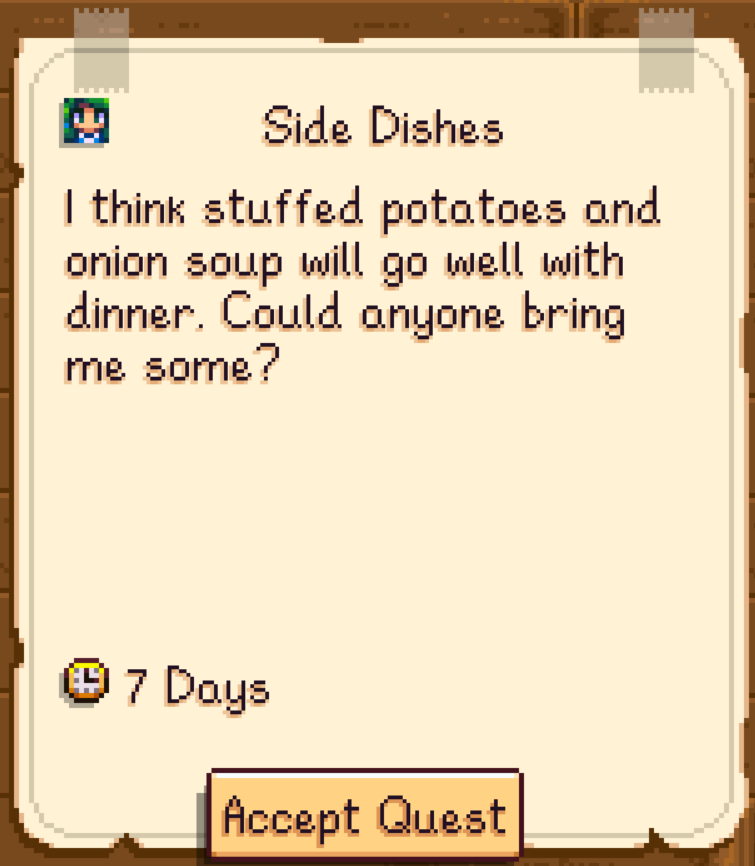 Side Dishes
I think stuffed potatoes and
onion soup will go well with
dinner. Could anyone bring
me some?
7 Days
Accept Quest